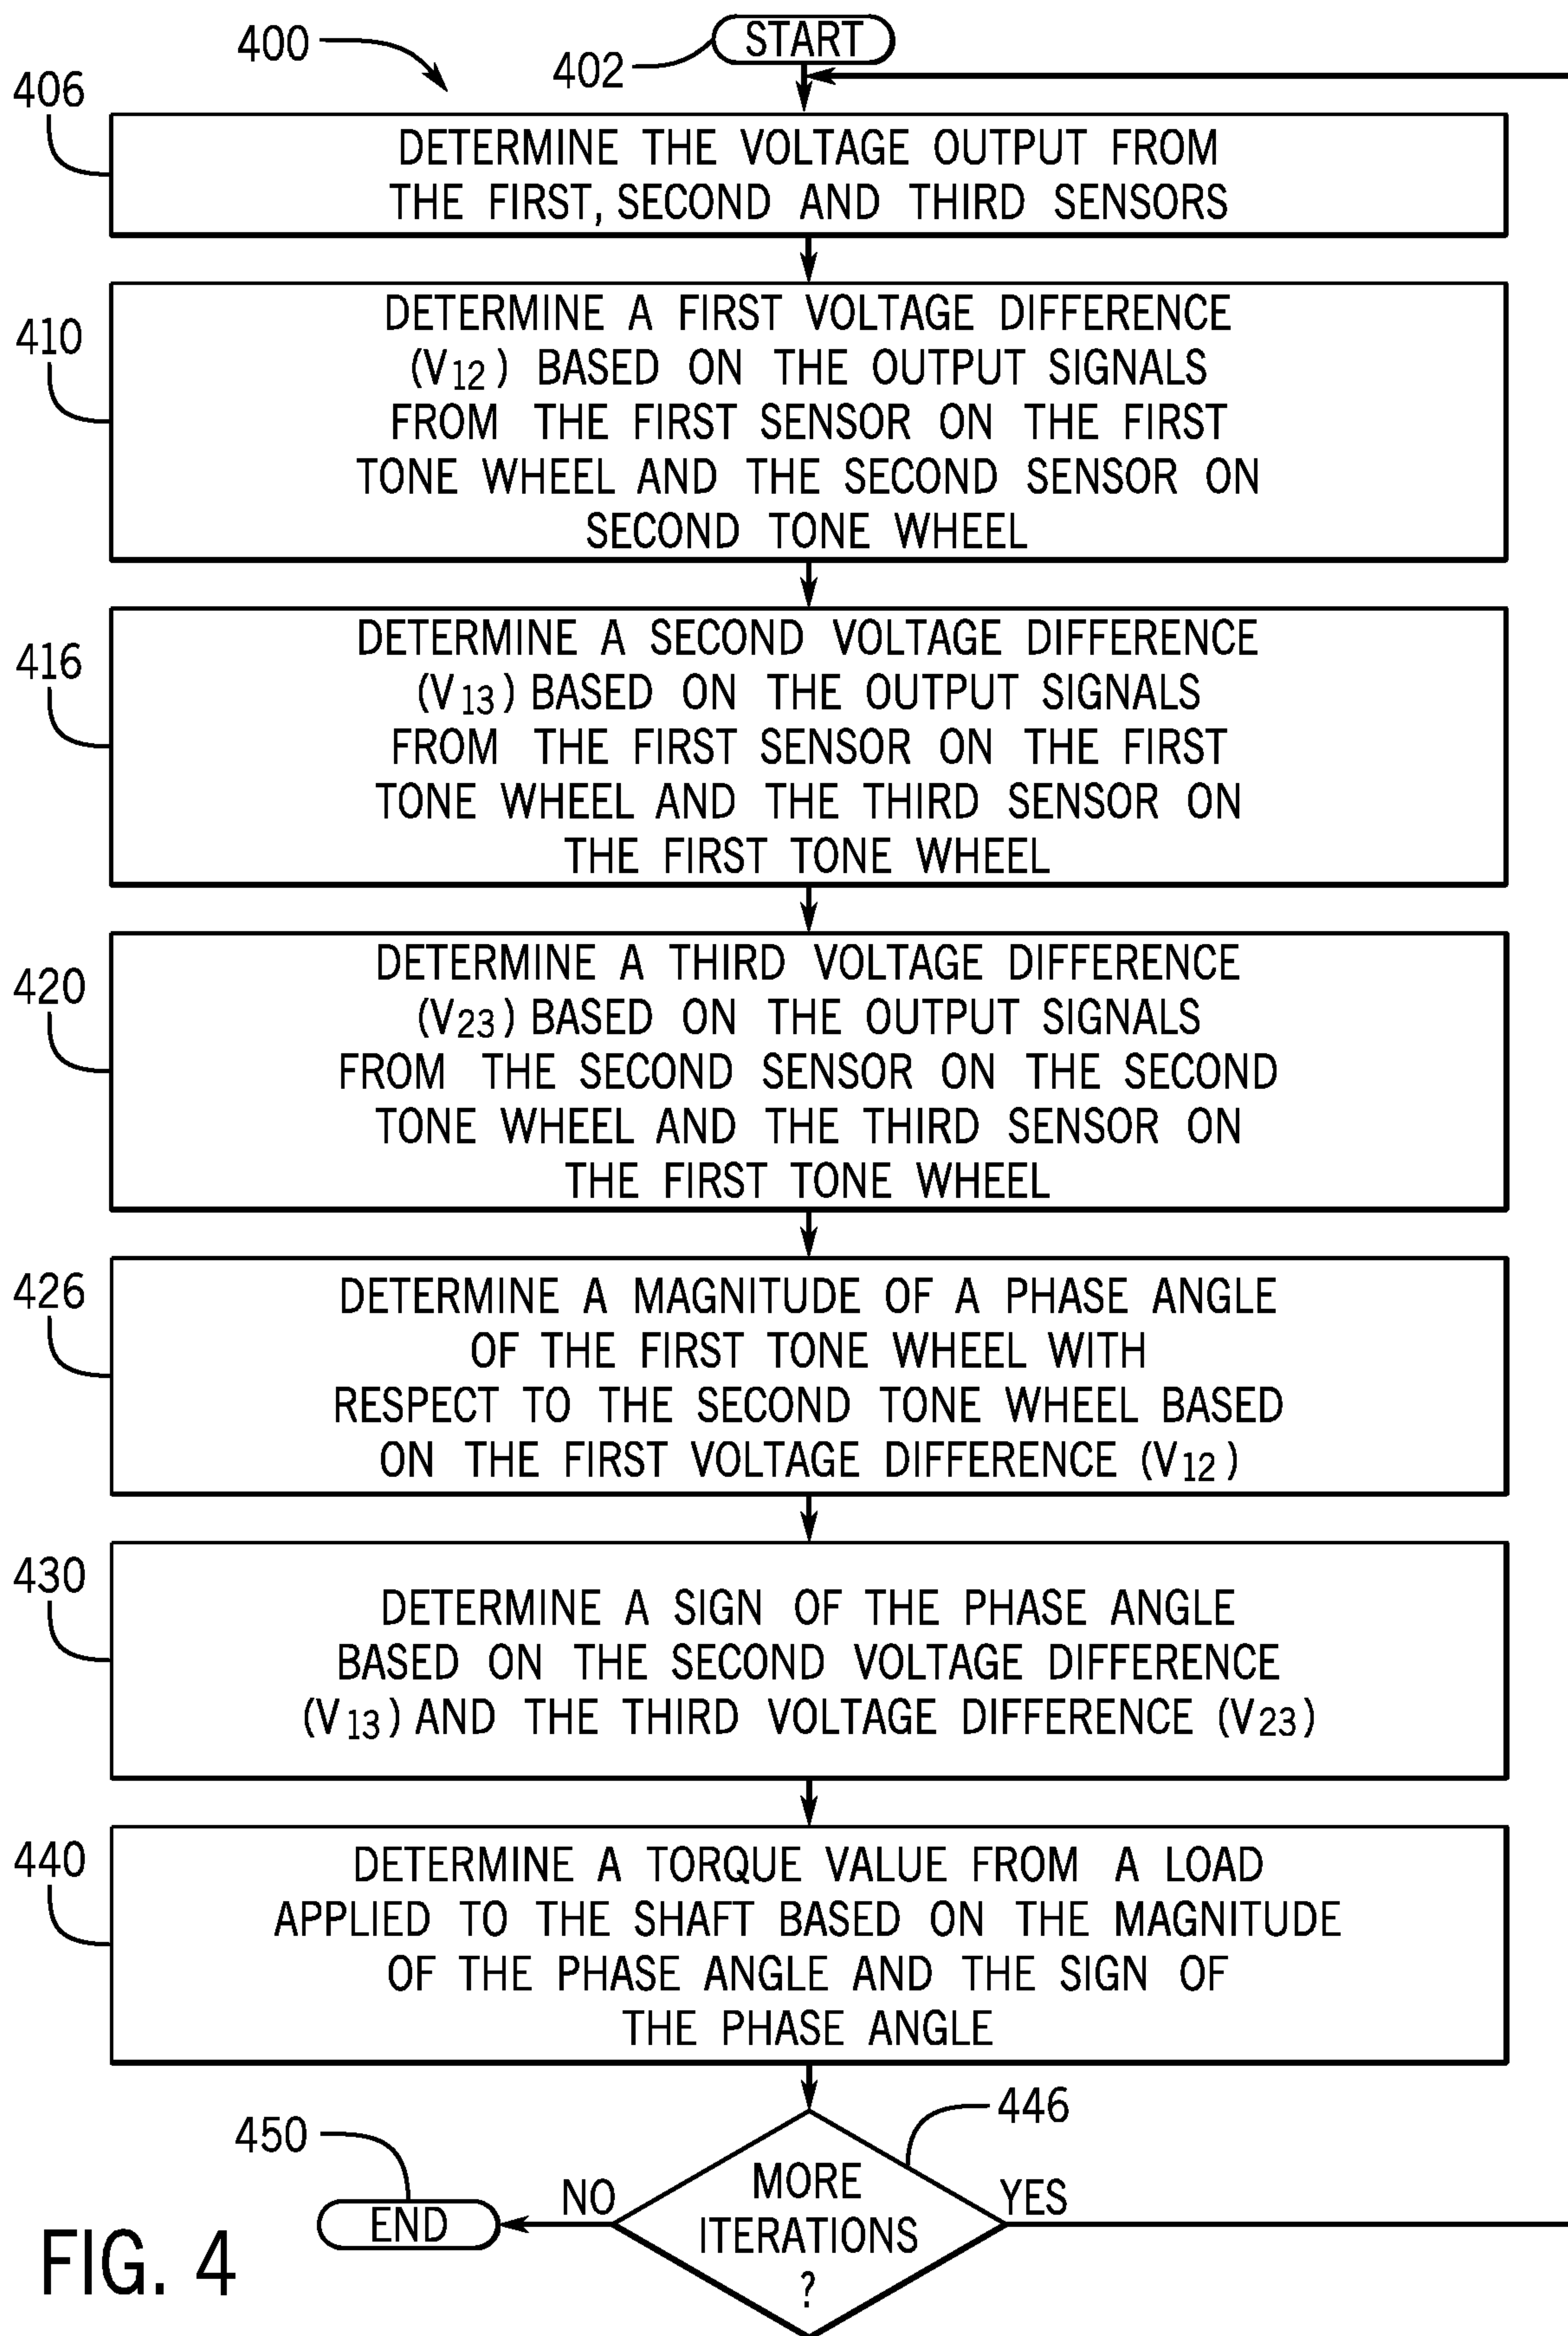 400
402
START
406
DETERMINE THE VOLTAGE OUTPUT FROM
THE FIRST, SECOND AND THIRD SENSORS
410
DETERMINE A FIRST VOLTAGE DIFFERENCE
(V12) BASED ON THE OUTPUT SIGNALS
FROM THE FIRST SENSOR ON THE FIRST
TONE WHEEL AND THE SECOND SENSOR ON
SECOND TONE WHEEL
416
DETERMINE A SECOND VOLTAGE DIFFERENCE
(V13) BASED ON THE OUTPUT SIGNALS
FROM THE FIRST SENSOR ON THE FIRST
TONE WHEEL AND THE THIRD SENSOR ON
THE FIRST TONE WHEEL
420
DETERMINE A THIRD VOLTAGE DIFFERENCE
(V23) BASED ON THE OUTPUT SIGNALS
FROM THE SECOND SENSOR ON THE SECOND
TONE WHEEL AND THE THIRD SENSOR ON
THE FIRST TONE WHEEL
426
DETERMINE A MAGNITUDE OF A PHASE ANGLE
OF THE FIRST TONE WHEEL WITH
RESPECT TO THE SECOND TONE WHEEL BASED
ON THE FIRST VOLTAGE DIFFERENCE (V12)
430
DETERMINE A SIGN OF THE PHASE ANGLE
BASED ON THE SECOND VOLTAGE DIFFERENCE
(V13) AND THE THIRD VOLTAGE DIFFERENCE (V23)
440
DETERMINE A TORQUE VALUE FROM A LOAD
APPLIED TO THE SHAFT BASED ON THE MAGNITUDE
OF THE PHASE ANGLE AND THE SIGN OF
THE PHASE ANGLE
446
MORE
ITERATIONS
?
YES
NO
450
END
FIG. 4